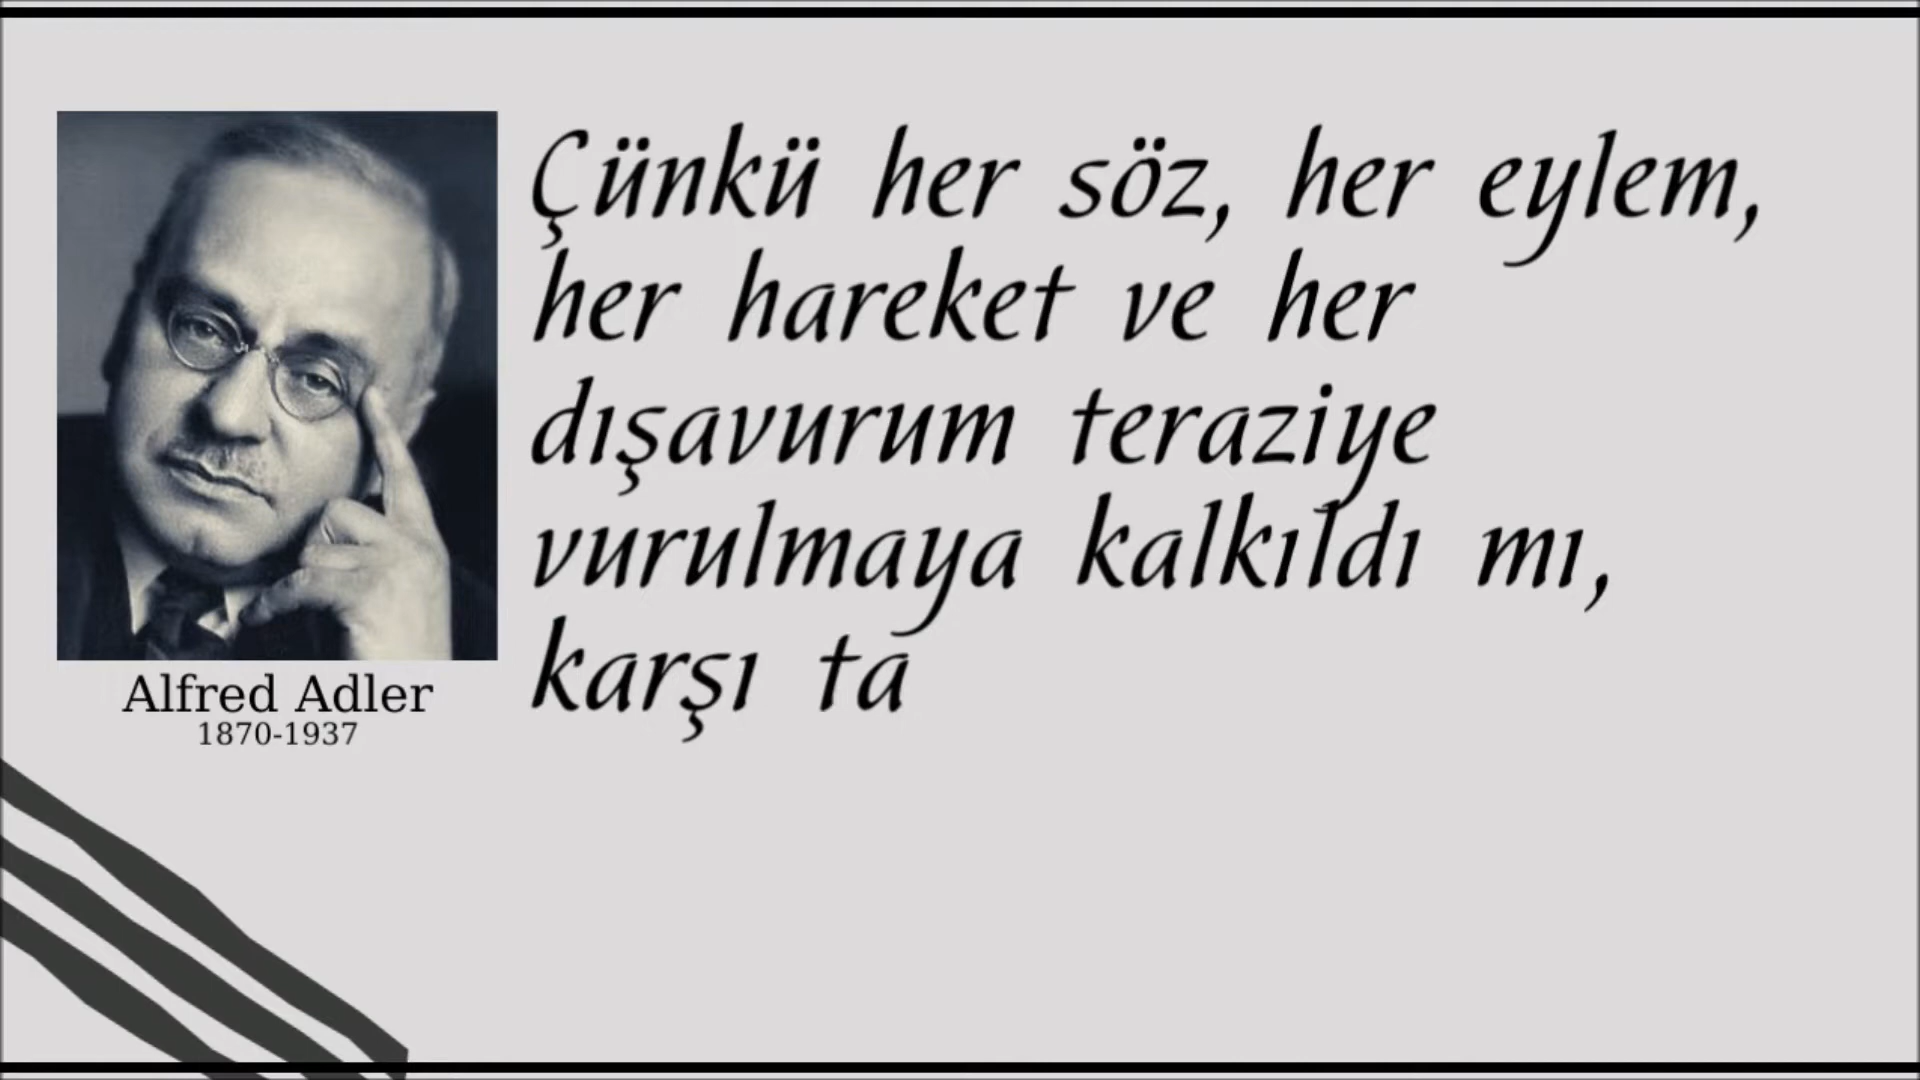 Çünkü her söz, her eylem,
her hareket ve her
dışavurum teraziye
vurulmaya kalkıldı mı,
karşı ta
Alfred Adler
1870-1937